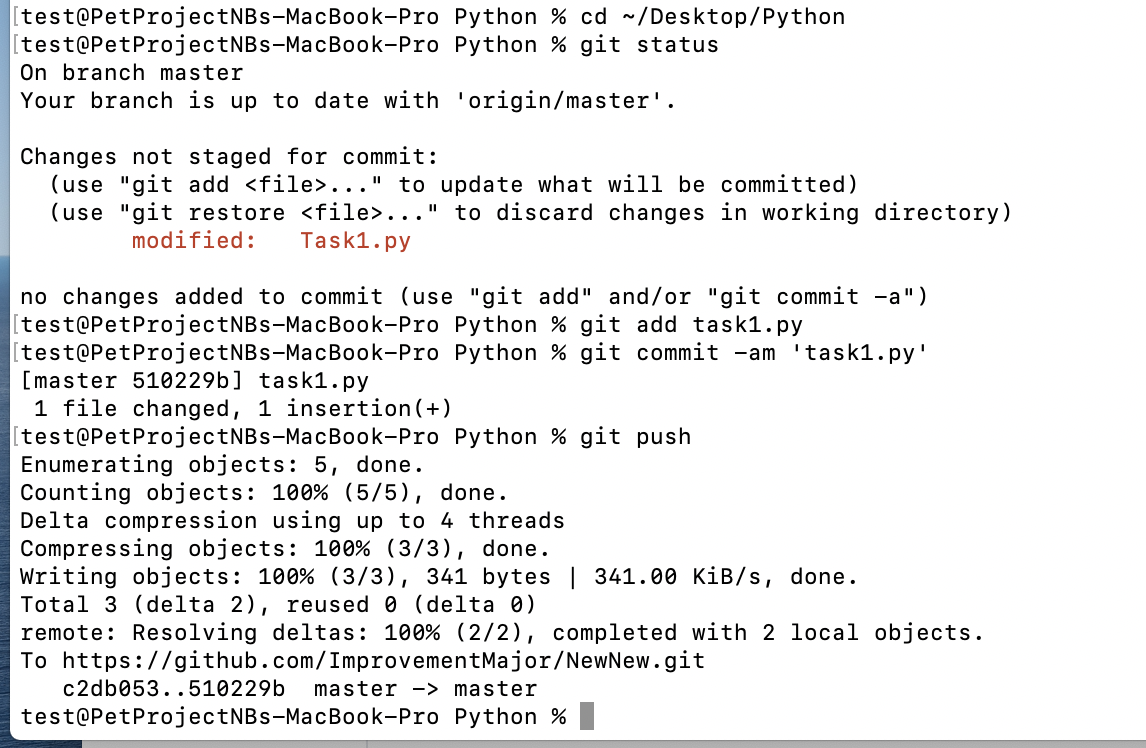 [test@PetProjectNBs-MacBook-Pro Python % cd ~/Desktop/Python
[test@PetProjectNBs-MacBook-Pro Python % git status
On branch master
Your branch is up to date with 'origin/master'.

Changes not staged for commit:
  (use "git add <file>..." to update what will be committed)
  (use "git restore <file>..." to discard changes in working directory)
        modified:   Task1.py

no changes added to commit (use "git add" and/or "git commit -a")
[test@PetProjectNBs-MacBook-Pro Python % git add task1.py
[test@PetProjectNBs-MacBook-Pro Python % git commit -am 'task1.py'
[master 510229b] task1.py
 1 file changed, 1 insertion(+)
[test@PetProjectNBs-MacBook-Pro Python % git push
Enumerating objects: 5, done.
Counting objects: 100% (5/5), done.
Delta compression using up to 4 threads
Compressing objects: 100% (3/3), done.
Writing objects: 100% (3/3), 341 bytes | 341.00 KiB/s, done.
Total 3 (delta 2), reused 0 (delta 0)
remote: Resolving deltas: 100% (2/2), completed with 2 local objects.
To https://github.com/ImprovementMajor/NewNew.git
   c2db053..510229b  master -> master
test@PetProjectNBs-MacBook-Pro Python %